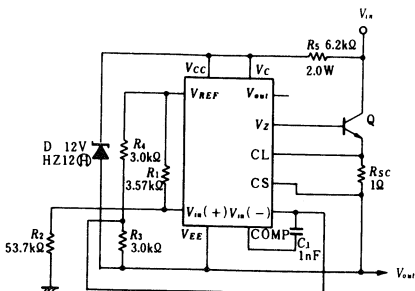 Vin
R5 6.2kΩ
2.0W
VCC
VC
VREF
Vout
D 12V
HZ12(H)
R4
3.0kΩ
R1
3.57kΩ
VZ
Q
CL
CS
RSC
1Ω
Vin(+) Vin(-)
R2
53.7kΩ
R3
3.0kΩ
VEE
COMP
C1
1nF
Vout